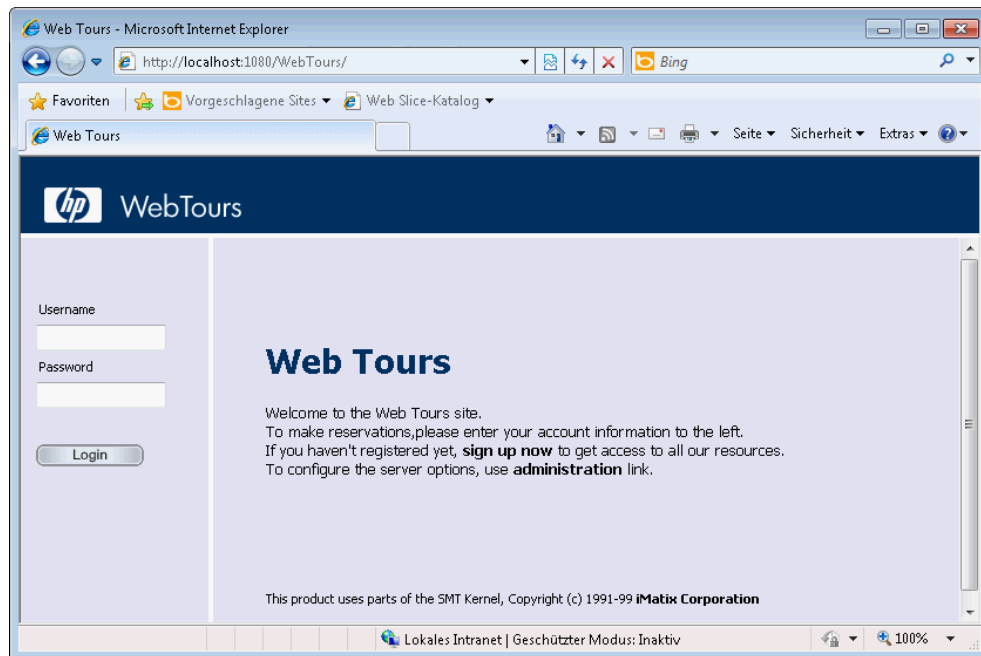 Web Tours - Microsoft Internet Explorer
http://localhost:1080/WebTours/
Bing
Favoriten Vorgeschlagene Sites Web Slice-Katalog
Web Tours Seite Sicherheit Extras
hp WebTours
Username
Password
Login
Web Tours
Welcome to the Web Tours site.
To make reservations,please enter your account information to the left.
If you haven't registered yet, sign up now to get access to all our resources.
To configure the server options, use administration link.
This product uses parts of the SMT Kernel, Copyright (c) 1991-99 iMatix Corporation
Lokales Intranet | Geschützter Modus: Inaktiv 100%